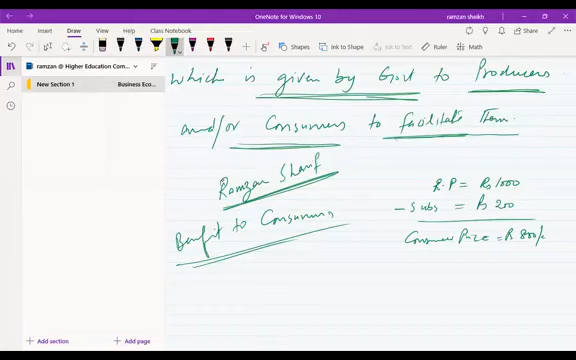 OneNote for Windows 10
ramzan sheikh
Home Insert Draw View Help Class Notebook
Share
Shapes Ink to Shape Ink to Text Ruler Math
ramzan @ Higher Education Com...
New Section 1
Business Eco...
Add section
Add page
which is given by Govt to Producers
and/or Consumers to facilitate them.
Ramzan Sharif
Benefit to Consumers
R.P = Rs 1000
- Subs = Rs 200
Consumer Prize = Rs 800/-